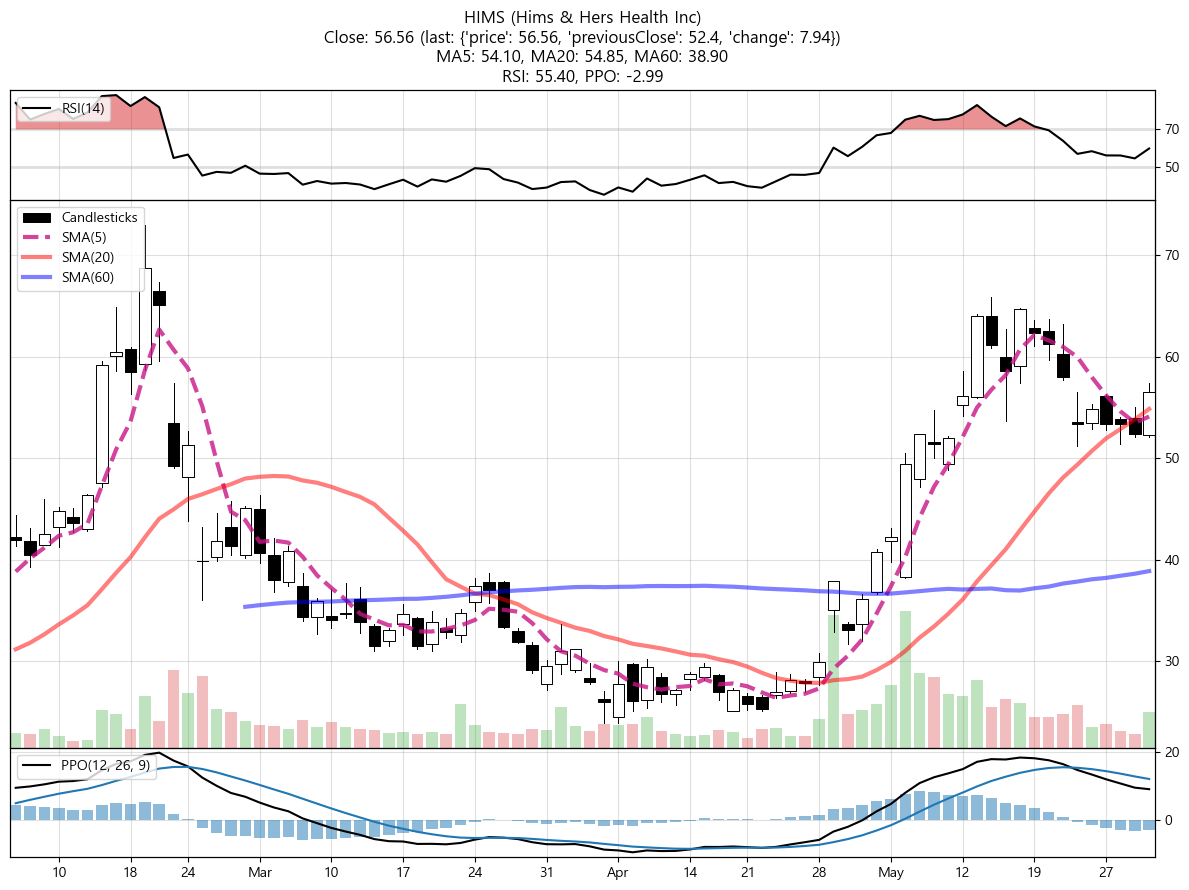 HIMS (Hims & Hers Health Inc)
Close: 56.56 (last: {'price': 56.56, 'previousClose': 52.4, 'change': 7.94})
MA5: 54.10, MA20: 54.85, MA60: 38.90
RSI: 55.40, PPO: -2.99
RSI(14)
70
50
Candlesticks
SMA(5)
SMA(20)
SMA(60)
70
60
50
40
30
PPO(12, 26, 9)
20
0
10 18 24 Mar 10 17 24 31 Apr 14 21 28 May 12 19 27